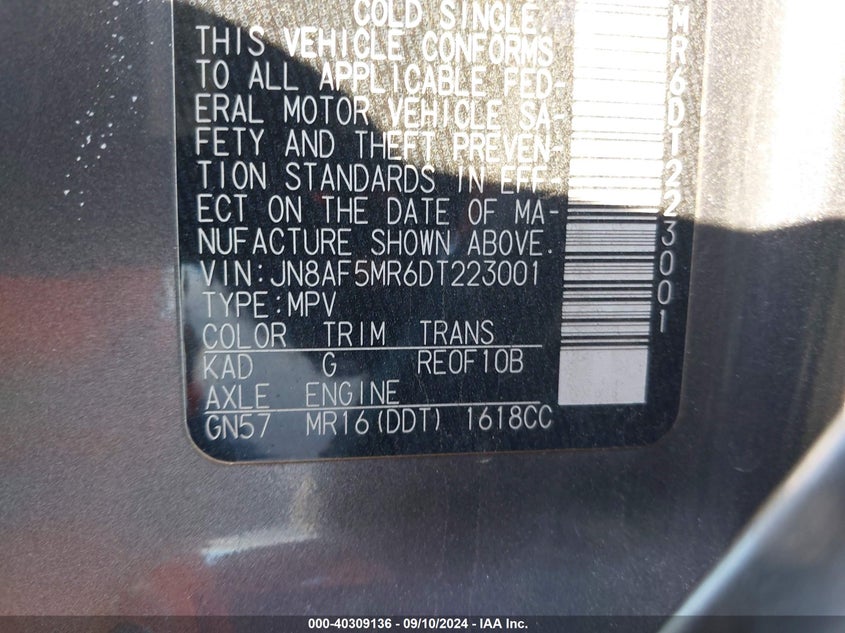 COLD SINGLE.
THIS VEHICLE CONFORMS
TO ALL APPLICABLE FED-
ERAL MOTOR VEHICLE SA-
FETY AND THEFT PREVEN-
TION STANDARDS IN EFF-
ECT ON THE DATE OF MA-
NUFACTURE SHOWN ABOVE.
VIN:JN8AF5MR6DT223001
TYPE:MPV
COLOR TRIM TRANS
KAD G RE0F10B
AXLE ENGINE
GN57 MR16(DDT) 1618CC
MR6DT223001
000-40309136 - 09/10/2024 - IAA Inc.